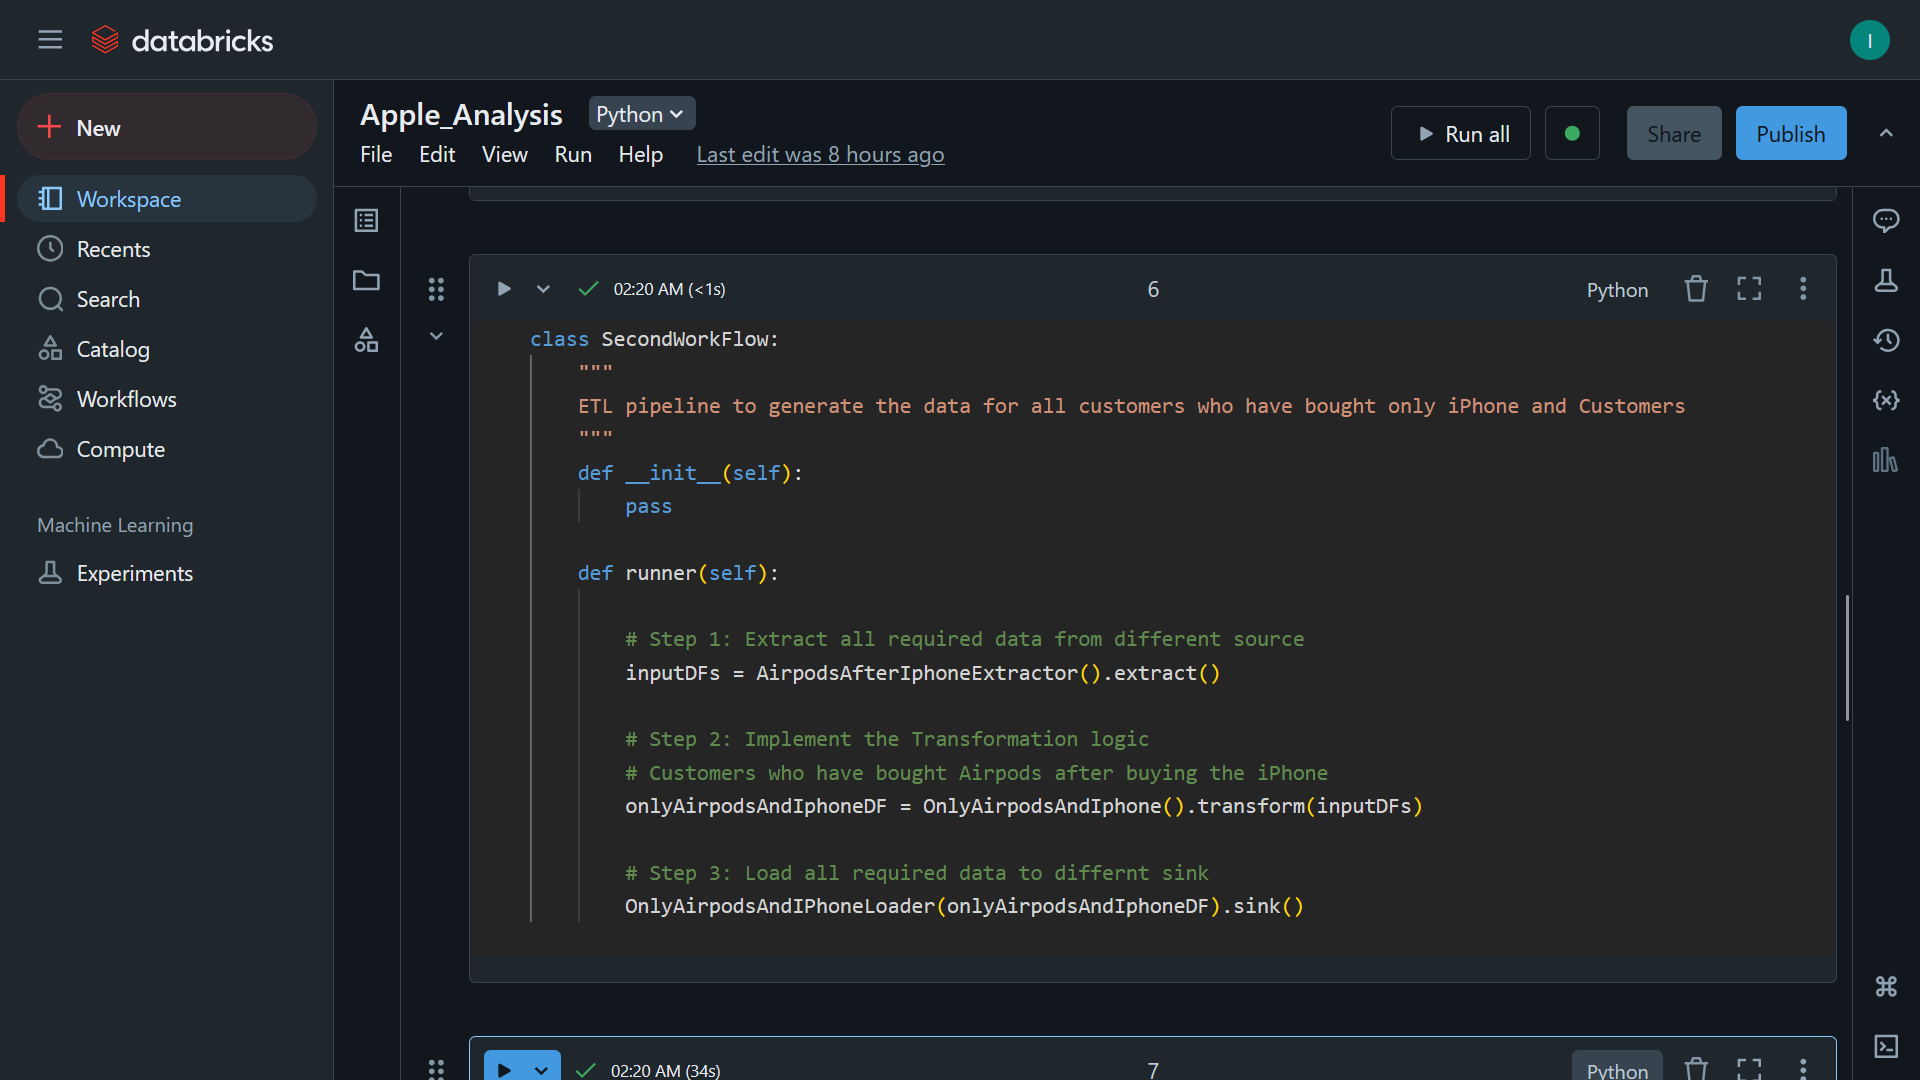 databricks
I
New
Workspace
Recents
Search
Catalog
Workflows
Compute
Machine Learning
Experiments
Apple_Analysis
Python
File Edit View Run Help Last edit was 8 hours ago
Run all
Share
Publish
02:20 AM (<1s)
6
Python
class SecondWorkFlow:
"""
ETL pipeline to generate the data for all customers who have bought only iPhone and Customers
"""
def __init__(self):
pass
def runner(self):
# Step 1: Extract all required data from different source
inputDFs = AirpodsAfterIphoneExtractor().extract()
# Step 2: Implement the Transformation logic
# Customers who have bought Airpods after buying the iPhone
onlyAirpodsAndIphoneDF = OnlyAirpodsAndIphone().transform(inputDFs)
# Step 3: Load all required data to differnt sink
OnlyAirpodsAndIPhoneLoader(onlyAirpodsAndIphoneDF).sink()
02:20 AM (34s)
7
Python